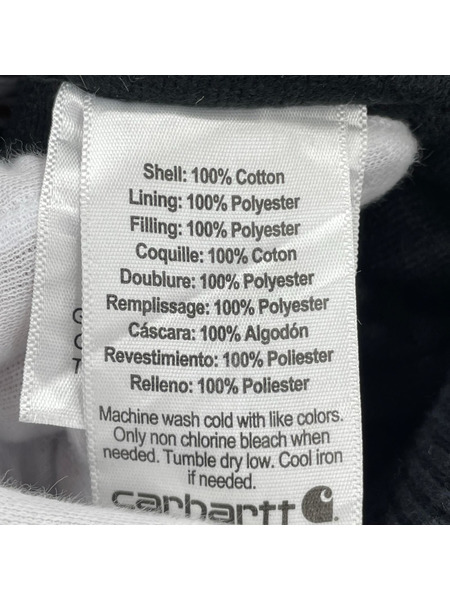 Shell: 100% Cotton
Lining: 100% Polyester
Filling: 100% Polyester
Coquille: 100% Coton
Doublure: 100% Polyester
Remplissage: 100% Polyester
Cáscara: 100% Algodón
Revestimiento: 100% Poliester
Relleno: 100% Poliester
Machine wash cold with like colors.
Only non chlorine bleach when
needed. Tumble dry low. Cool iron
if needed.
carhartt